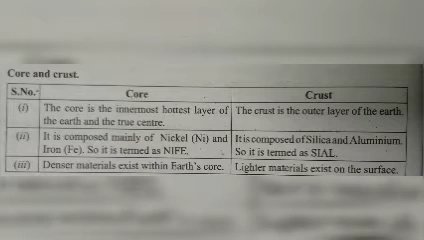 Core and crust.
S.No. Core Crust
(i) The core is the innermost hottest layer of The crust is the outer layer of the earth.
the earth and the true centre.
(ii) It is composed mainly of Nickel (Ni) and It is composed of Silica and Aluminium.
Iron (Fe). So it is termed as NIFE. So it is termed as SIAL.
(iii) Denser materials exist within Earth's core. Lighter materials exist on the surface.